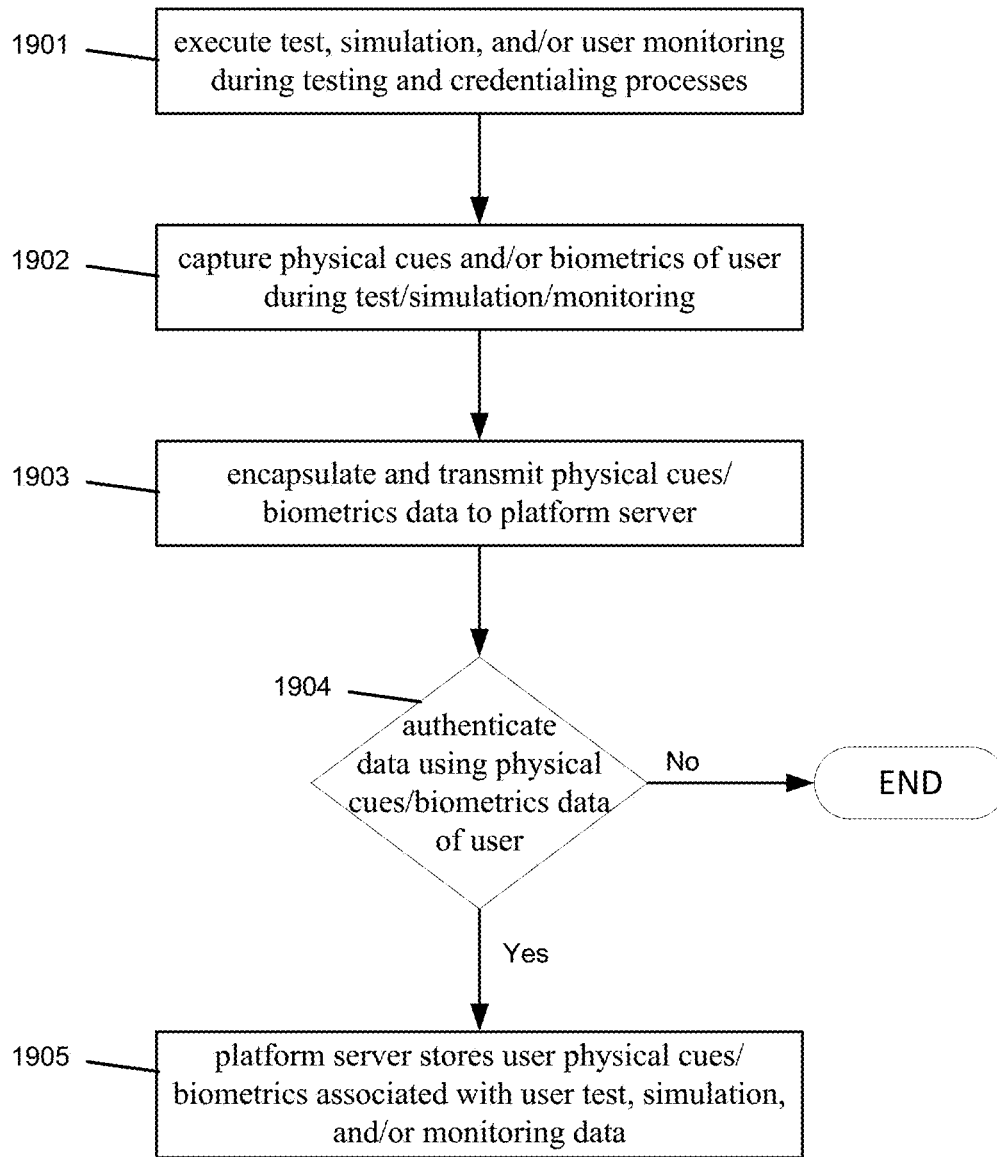 1901
execute test, simulation, and/or user monitoring
during testing and credentialing processes
1902
capture physical cues and/or biometrics of user
during test/simulation/monitoring
1903
encapsulate and transmit physical cues/
biometrics data to platform server
1904
authenticate
data using physical
cues/biometrics data
of user
No
END
Yes
1905
platform server stores user physical cues/
biometrics associated with user test, simulation,
and/or monitoring data